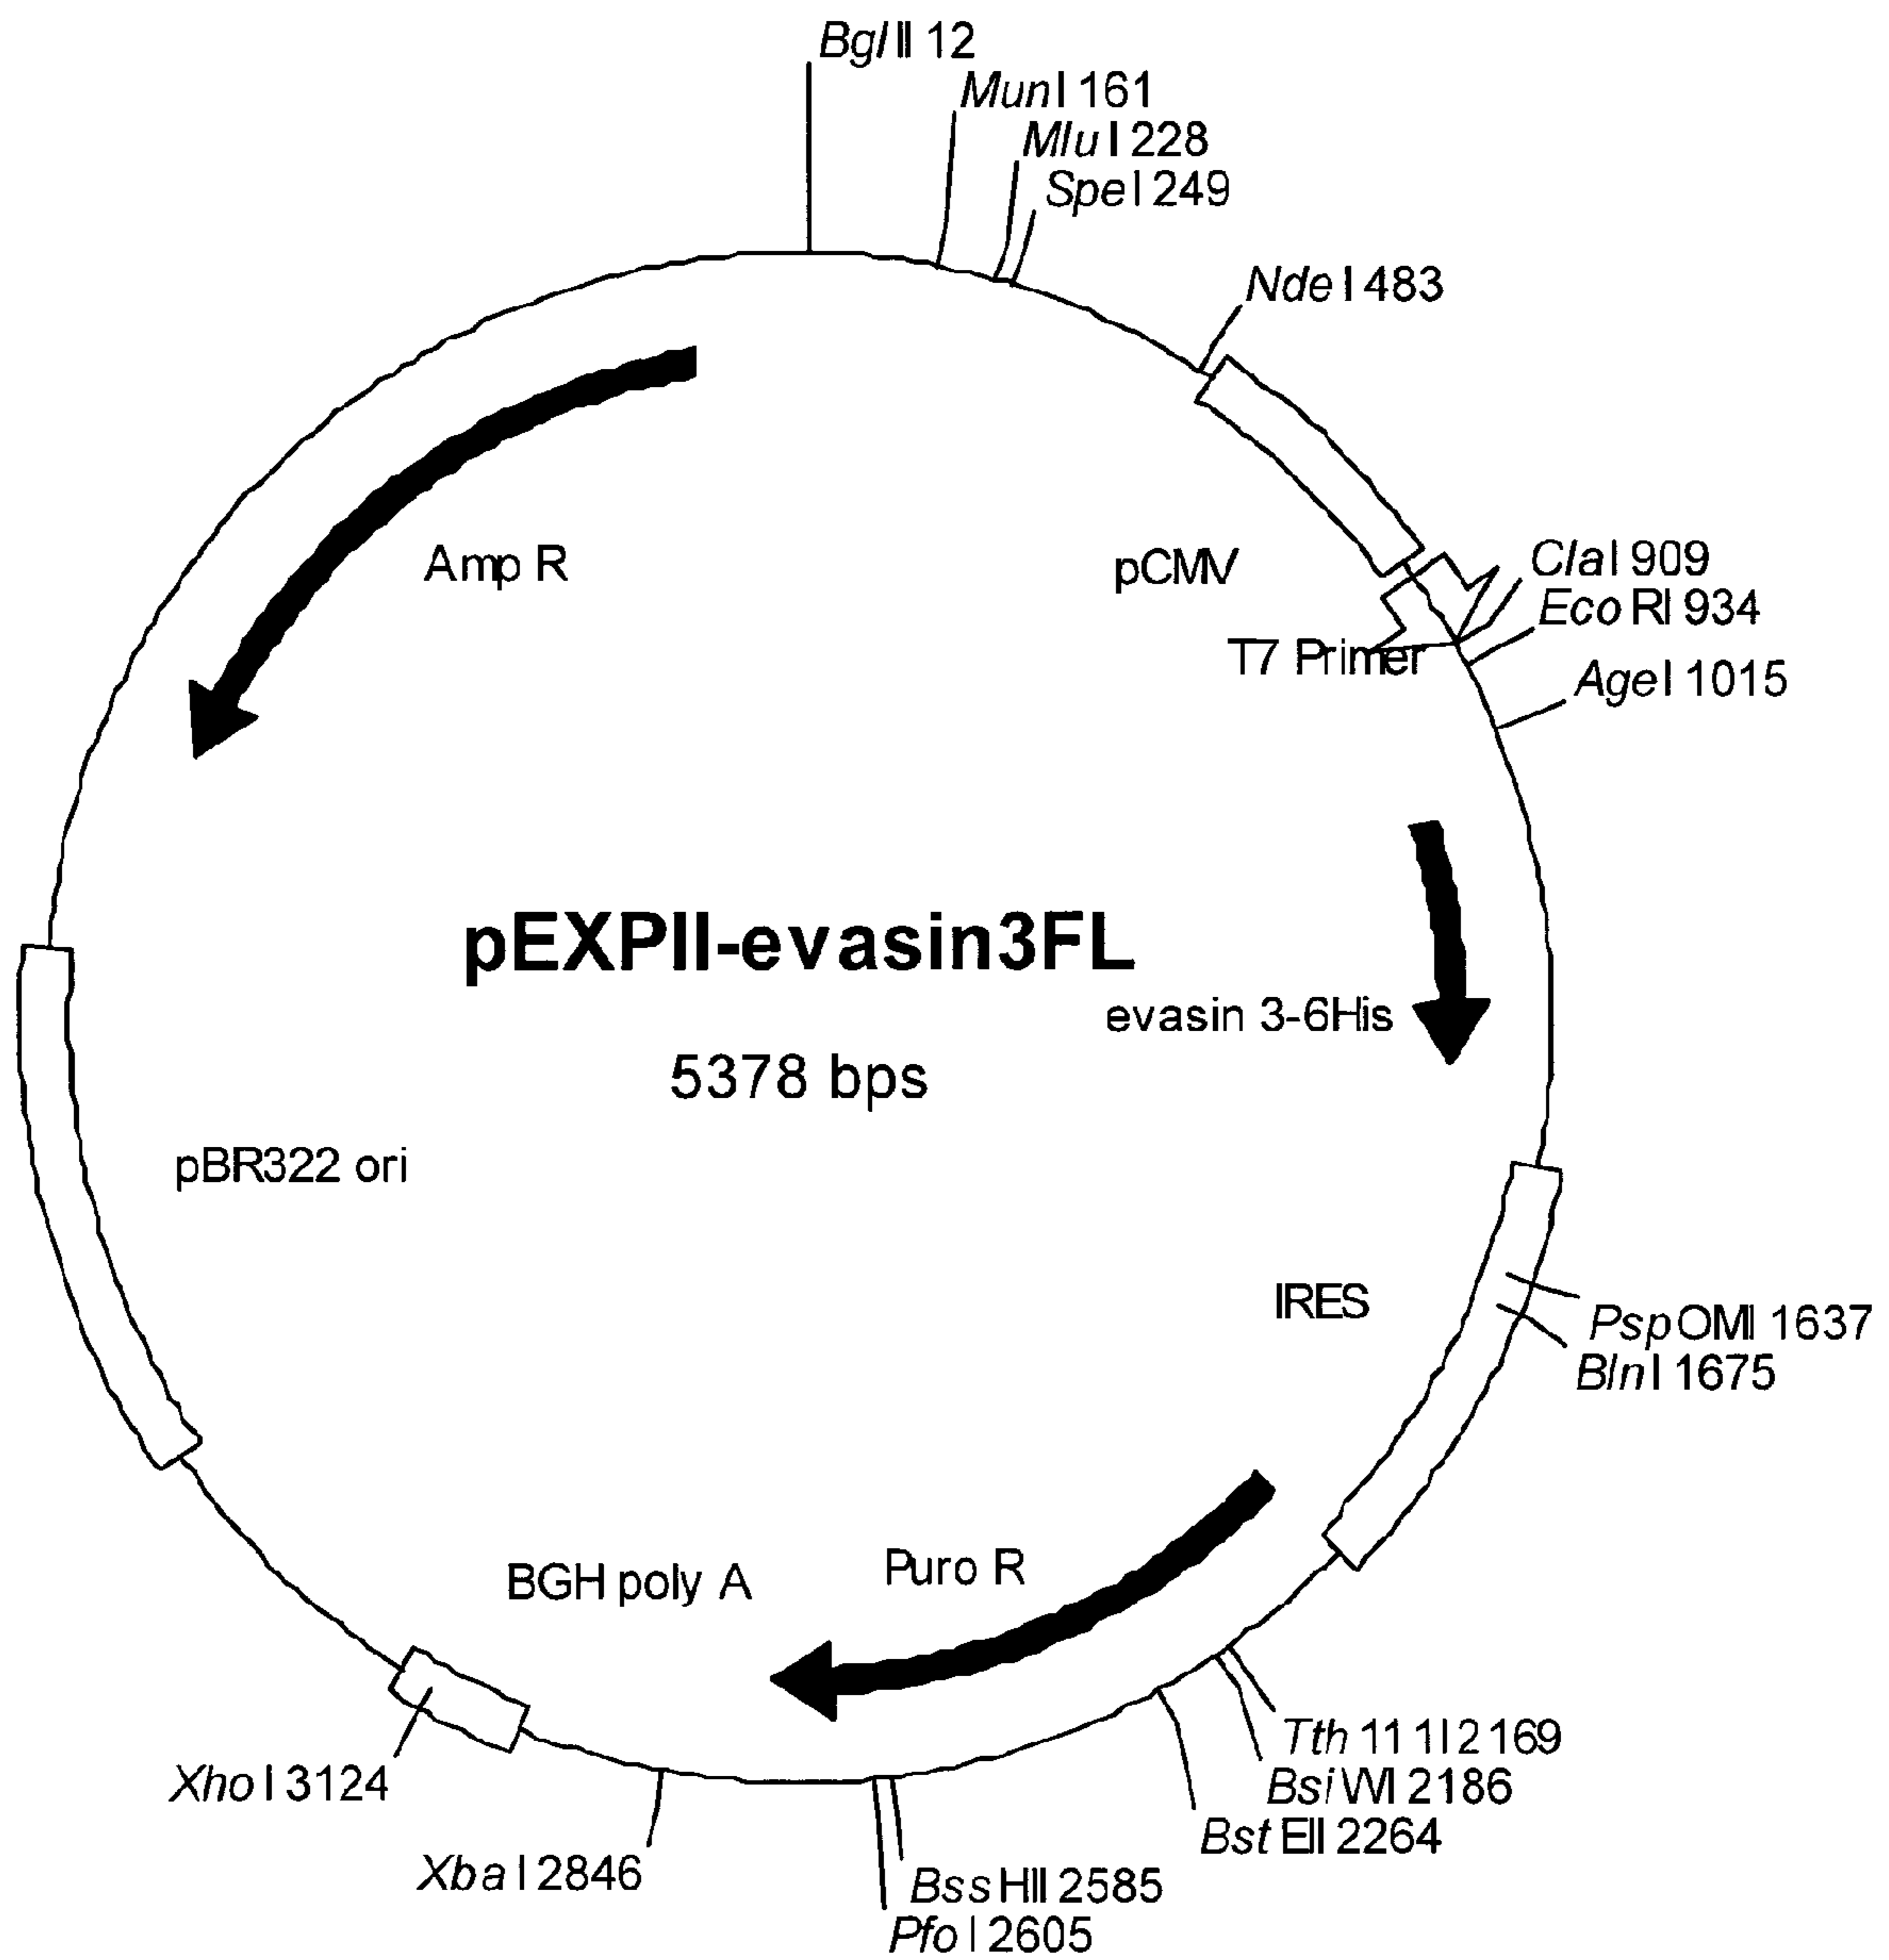 BglII 12
MunI 161
MluI 228
SpeI 249
NdeI 483
ClaI 909
EcoRI 934
AgeI 1015
Amp R
pCMV
T7 Primer
pEXPII-evasin3FL
evasin 3-6His
5378 bps
pBR322 ori
IRES
PspOMI 1637
BlnI 1675
BGH poly A
Puro R
Tth111I 2169
BsiWI 2186
BstEII 2264
XhoI 3124
XbaI 2846
BssHII 2585
PfoI 2605